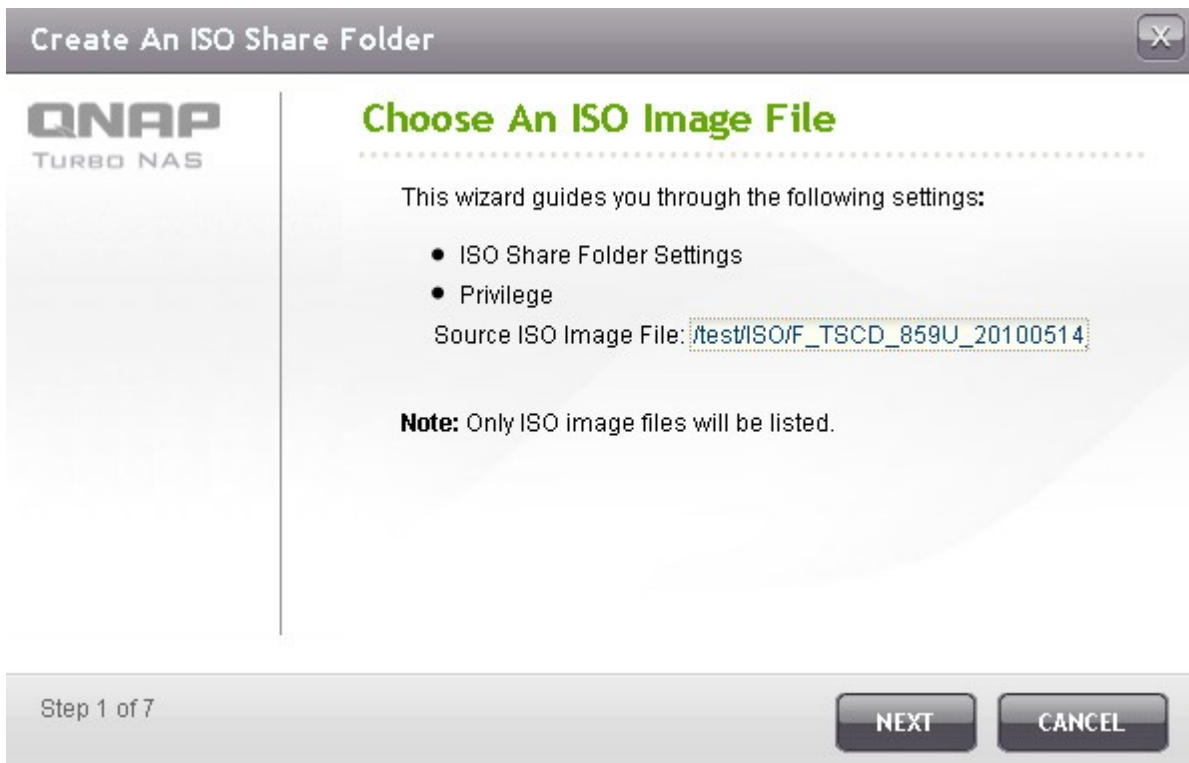 Create An ISO Share Folder
X
QNAP
TURBO NAS
Choose An ISO Image File
This wizard guides you through the following settings:
● ISO Share Folder Settings
● Privilege
Source ISO Image File: /test/ISO/F_TSCD_859U_20100514
Note: Only ISO image files will be listed.
Step 1 of 7
NEXT
CANCEL